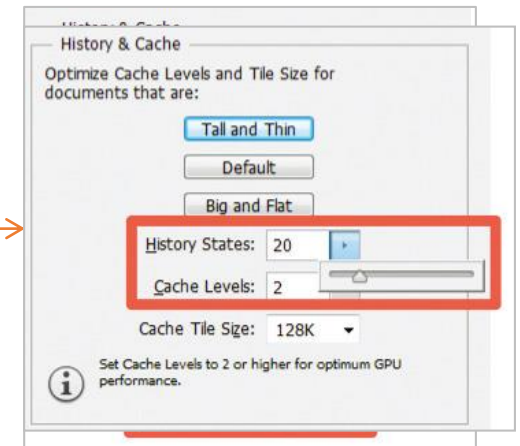 History & Cache
Optimize Cache Levels and Tile Size for
documents that are:
Tall and Thin
Default
Big and Flat
History States: 20
Cache Levels: 2
Cache Tile Size: 128K
Set Cache Levels to 2 or higher for optimum GPU
performance.